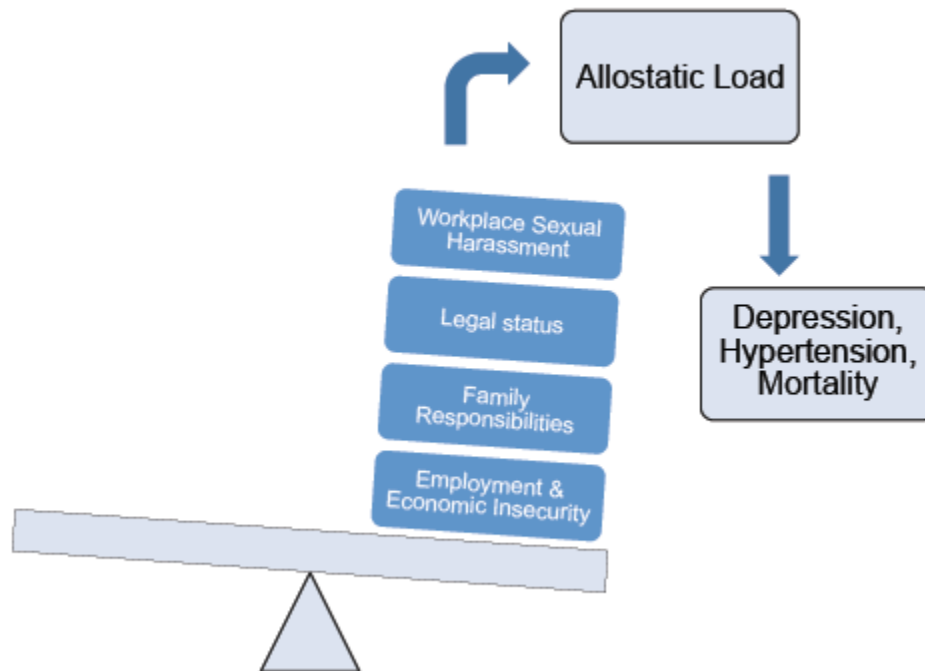 Allostatic Load
Workplace Sexual
Harassment
Legal status
Family
Responsibilities
Employment &
Economic Insecurity
Depression,
Hypertension,
Mortality